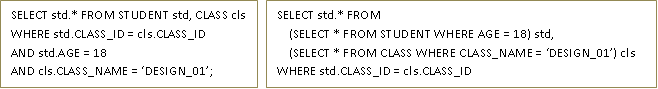 SELECT std.* FROM STUDENT std, CLASS cls
WHERE std.CLASS_ID = cls.CLASS_ID
AND std.AGE = 18
AND cls.CLASS_NAME = ‘DESIGN_01’;
SELECT std.* FROM
(SELECT * FROM STUDENT WHERE AGE = 18) std,
(SELECT * FROM CLASS WHERE CLASS_NAME = ‘DESIGN_01’) cls
WHERE std.CLASS_ID = cls.CLASS_ID